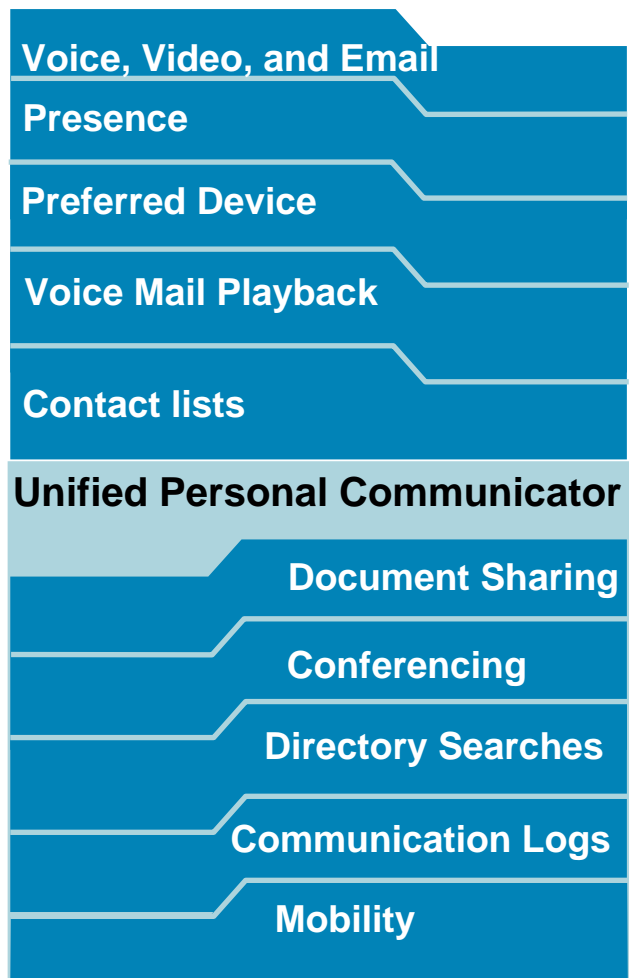 Voice, Video, and Email
Presence
Preferred Device
Voice Mail Playback
Contact lists
Unified Personal Communicator
Document Sharing
Conferencing
Directory Searches
Communication Logs
Mobility